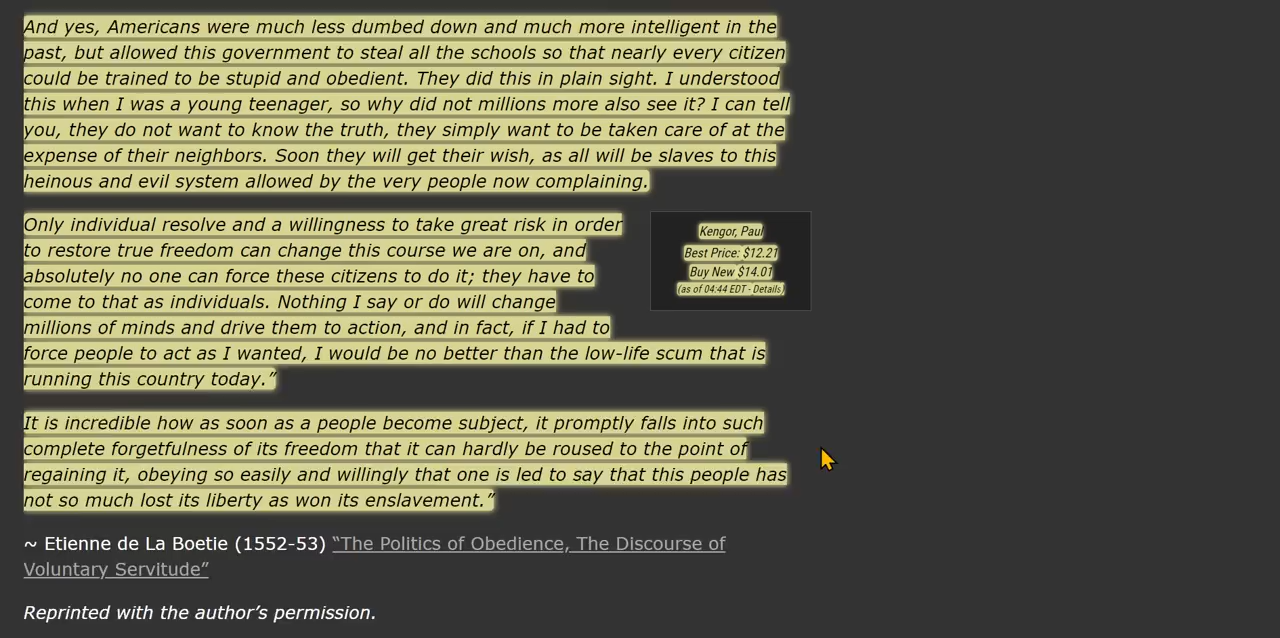 And yes, Americans were much less dumbed down and much more intelligent in the
past, but allowed this government to steal all the schools so that nearly every citizen
could be trained to be stupid and obedient. They did this in plain sight. I understood
this when I was a young teenager, so why did not millions more also see it? I can tell
you, they do not want to know the truth, they simply want to be taken care of at the
expense of their neighbors. Soon they will get their wish, as all will be slaves to this
heinous and evil system allowed by the very people now complaining.
Only individual resolve and a willingness to take great risk in order
to restore true freedom can change this course we are on, and
absolutely no one can force these citizens to do it; they have to
come to that as individuals. Nothing I say or do will change
millions of minds and drive them to action, and in fact, if I had to
force people to act as I wanted, I would be no better than the low-life scum that is
running this country today.”
Kengor, Paul
Best Price: $12.21
Buy New $14.01
(as of 04:44 EDT - Details)
It is incredible how as soon as a people become subject, it promptly falls into such
complete forgetfulness of its freedom that it can hardly be roused to the point of
regaining it, obeying so easily and willingly that one is led to say that this people has
not so much lost its liberty as won its enslavement.”
~ Etienne de La Boetie (1552-53) “The Politics of Obedience, The Discourse of
Voluntary Servitude”
Reprinted with the author’s permission.